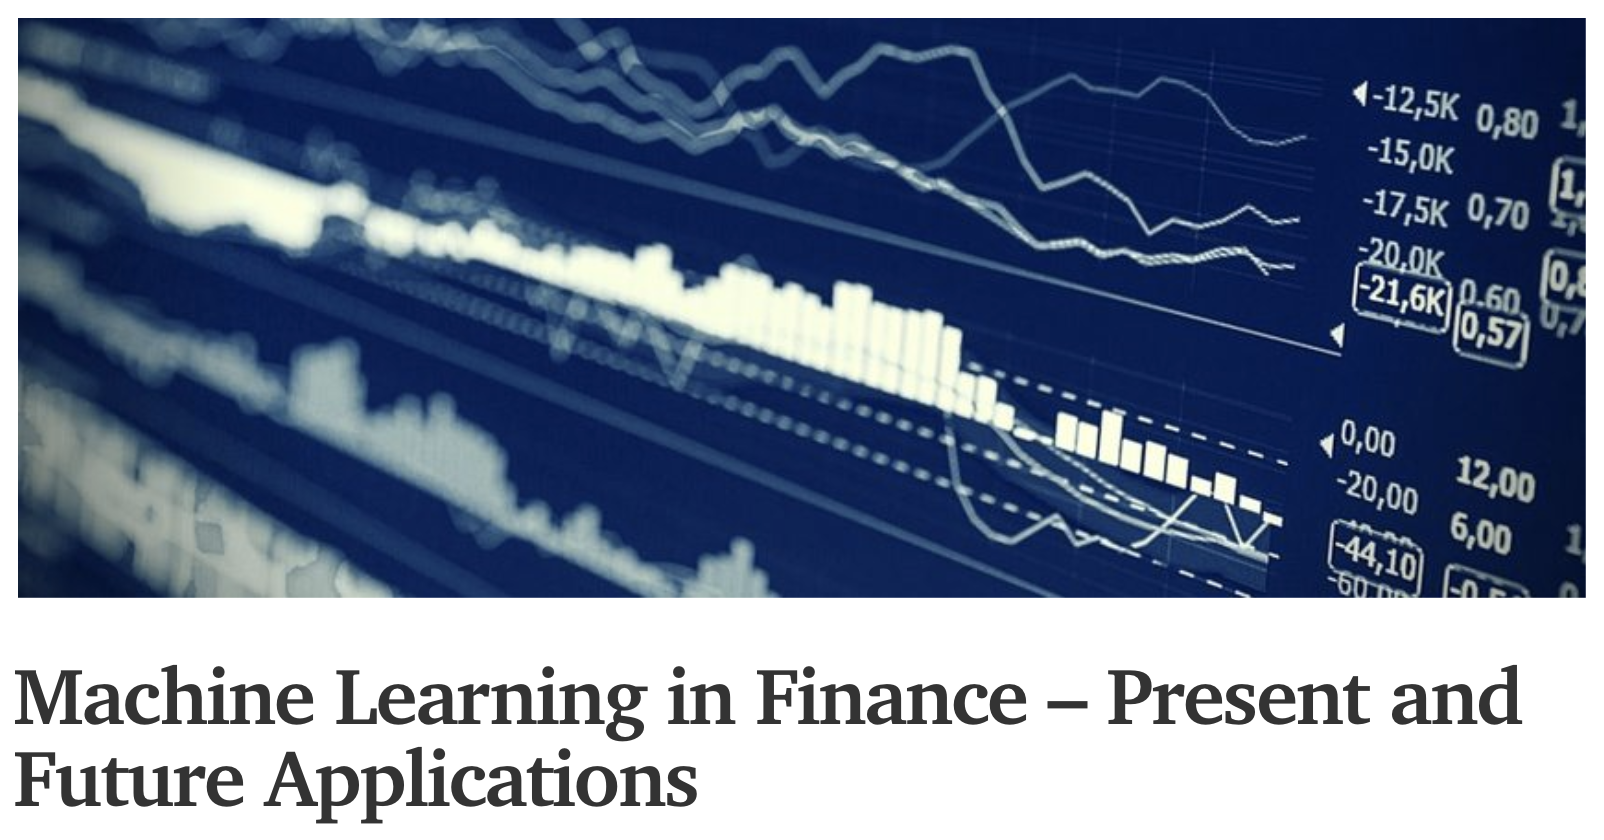 -12,5K 0,80
-15,0K
-17,5K 0,70
-20,0K
-21,6K 0,60
0,57
0,00
-20,00 12,00
-44,10 6,00
Machine Learning in Finance – Present and
Future Applications